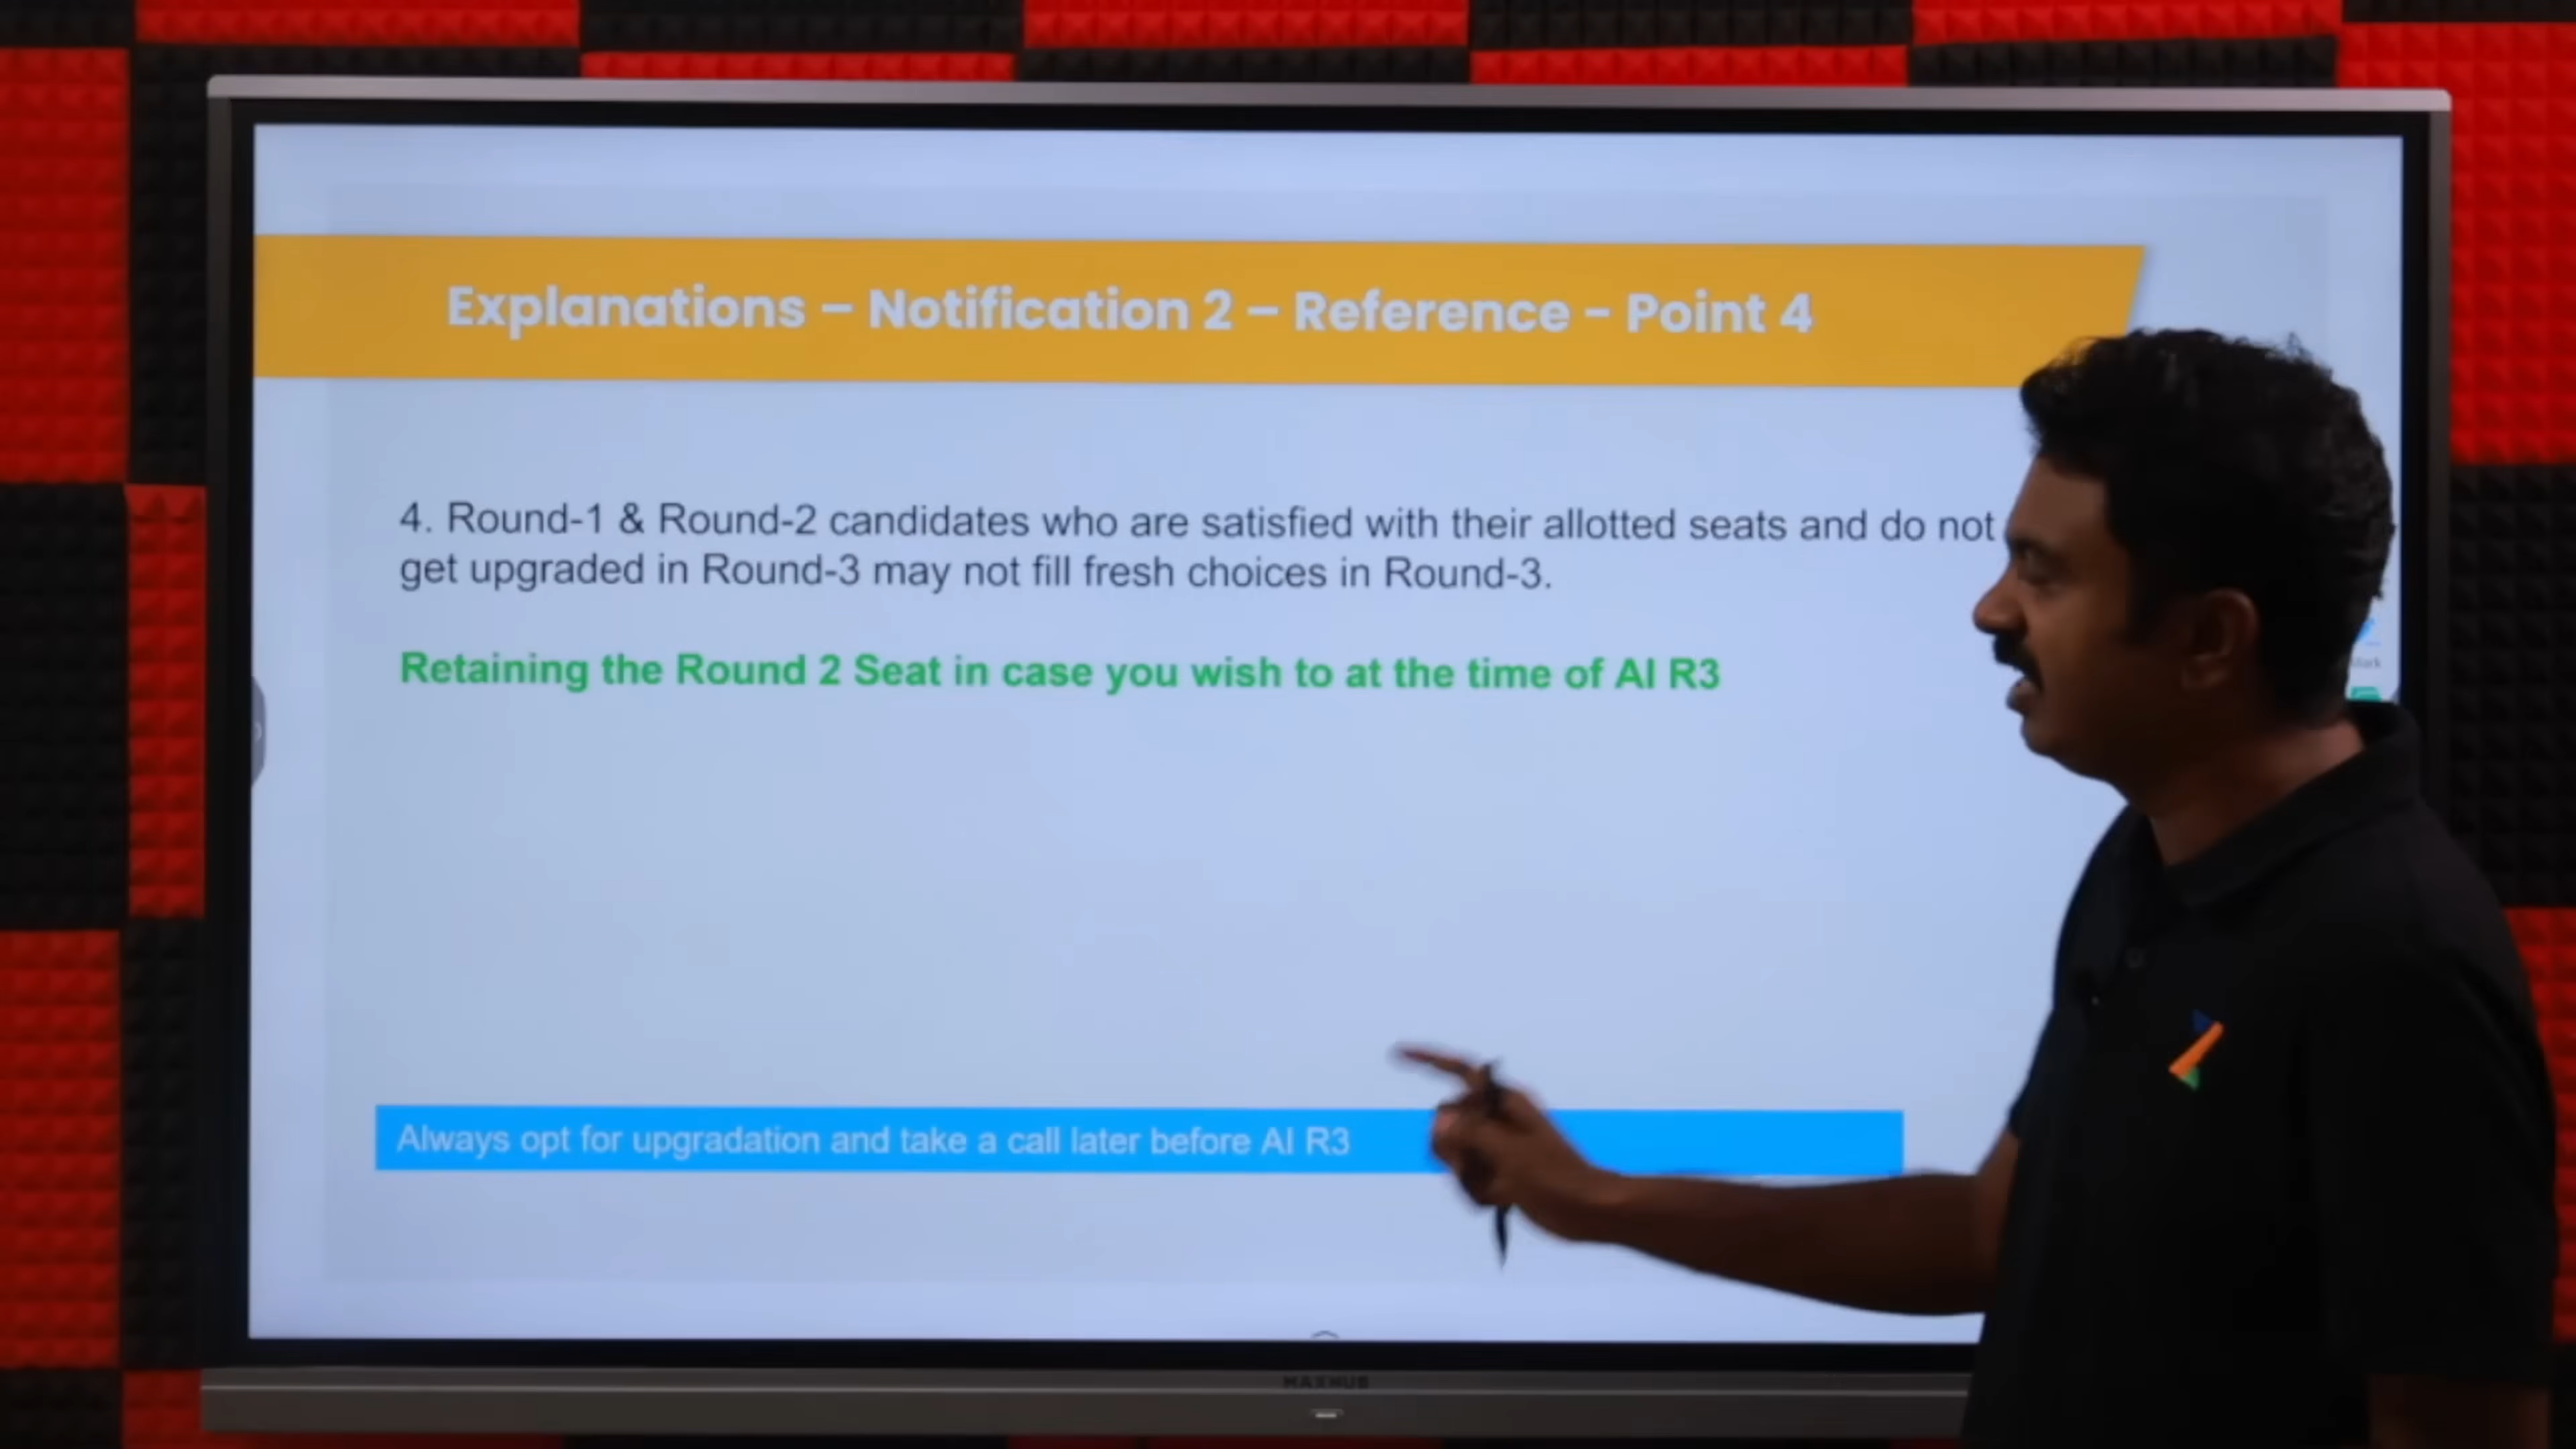 Explanations – Notification 2 – Reference - Point 4
4. Round-1 & Round-2 candidates who are satisfied with their allotted seats and do not
get upgraded in Round-3 may not fill fresh choices in Round-3.
Retaining the Round 2 Seat in case you wish to at the time of AI R3
Always opt for upgradation and take a call later before AI R3
MAXHUB